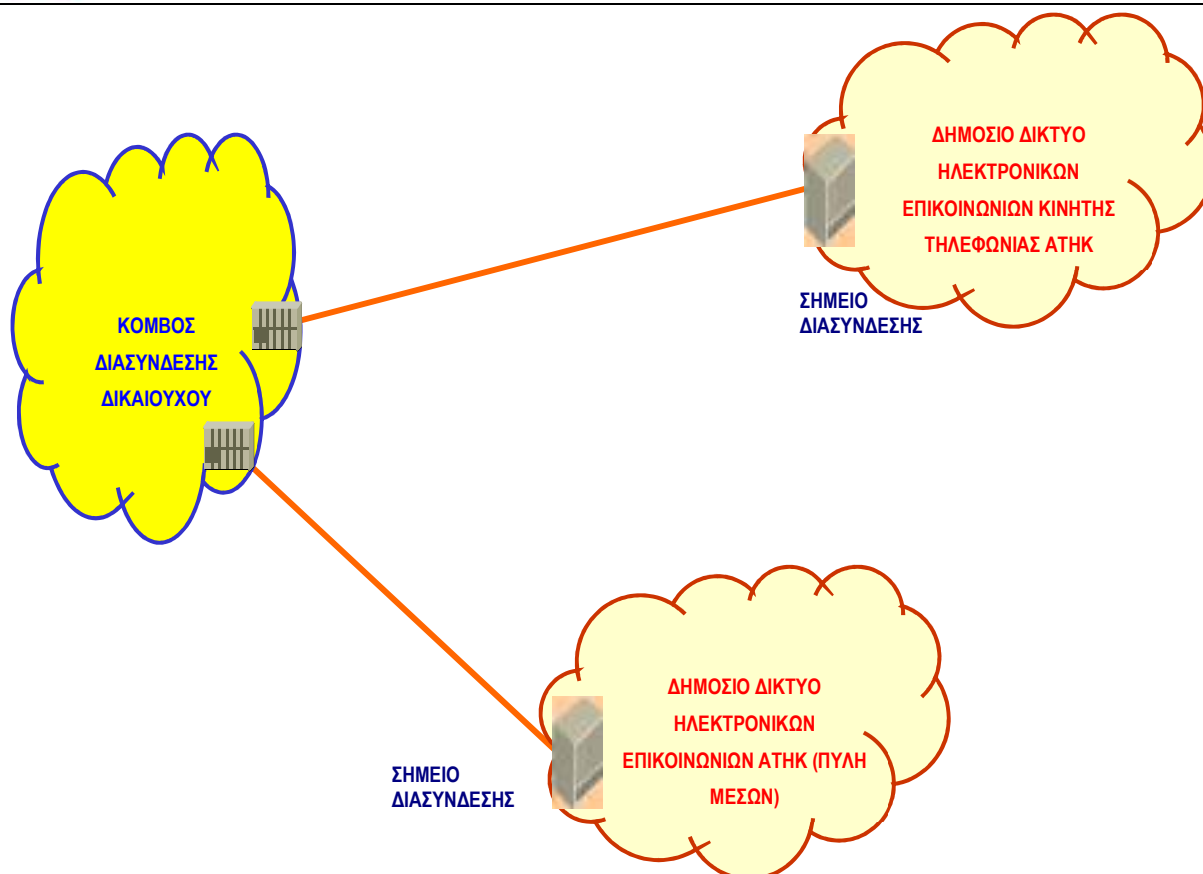 ΔΗΜΟΣΙΟ ΔΙΚΤΥΟ
ΗΛΕΚΤΡΟΝΙΚΩΝ
ΕΠΙΚΟΙΝΩΝΙΩΝ ΚΙΝΗΤΗΣ
ΤΗΛΕΦΩΝΙΑΣ ΑΤΗΚ
ΣΗΜΕΙΟ
ΔΙΑΣΥΝΔΕΣΗΣ
ΚΟΜΒΟΣ
ΔΙΑΣΥΝΔΕΣΗΣ
ΔΙΚΑΙΟΥΧΟΥ
ΔΗΜΟΣΙΟ ΔΙΚΤΥΟ
ΗΛΕΚΤΡΟΝΙΚΩΝ
ΕΠΙΚΟΙΝΩΝΙΩΝ ΑΤΗΚ (ΠΥΛΗ
ΜΕΣΩΝ)
ΣΗΜΕΙΟ
ΔΙΑΣΥΝΔΕΣΗΣ